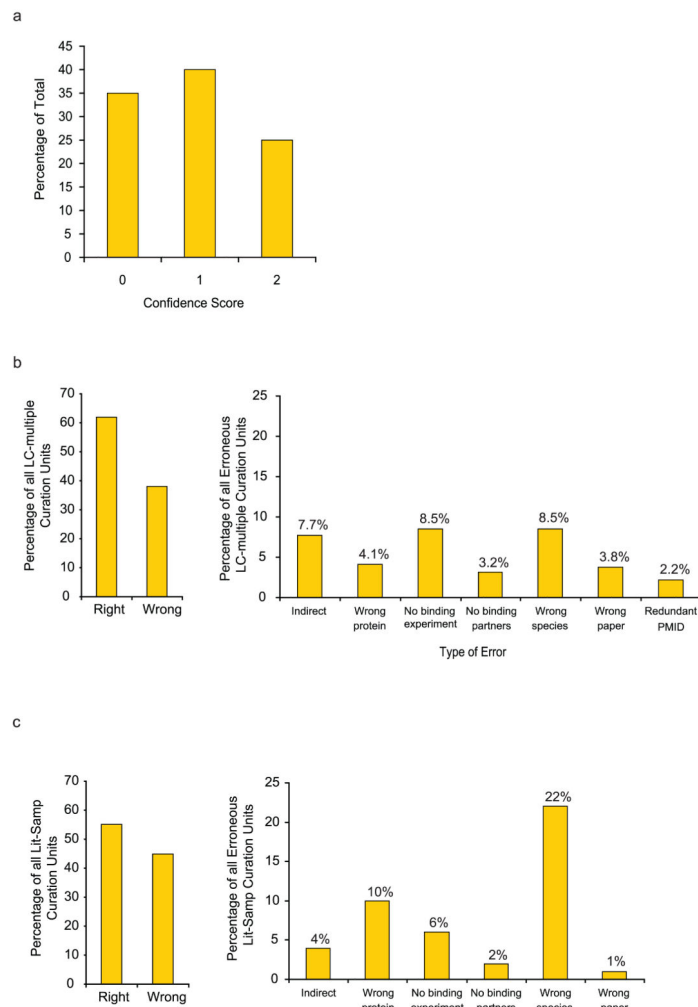 a
Percentage of Total
45
40
35
30
25
20
15
10
5
0
0 1 2
Confidence Score
b
Percentage of all LC-multiple
Curation Units
70
60
50
40
30
20
10
0
Right Wrong
Percentage of all Erroneous
LC-multiple Curation Units
25
20
15
10
5
0
7.7% 4.1% 8.5% 3.2% 8.5% 3.8% 2.2%
Indirect Wrong No binding No binding Wrong Wrong Redundant
protein experiment partners species paper PMID
Type of Error
c
Percentage of all Lit-Samp
Curation Units
70
60
50
40
30
20
10
0
Right Wrong
Percentage of all Erroneous
Lit-Samp Curation Units
25
20
15
10
5
0
4% 10% 6% 2% 22% 1%
Indirect Wrong No binding No binding Wrong Wrong
protein experiment partners species paper